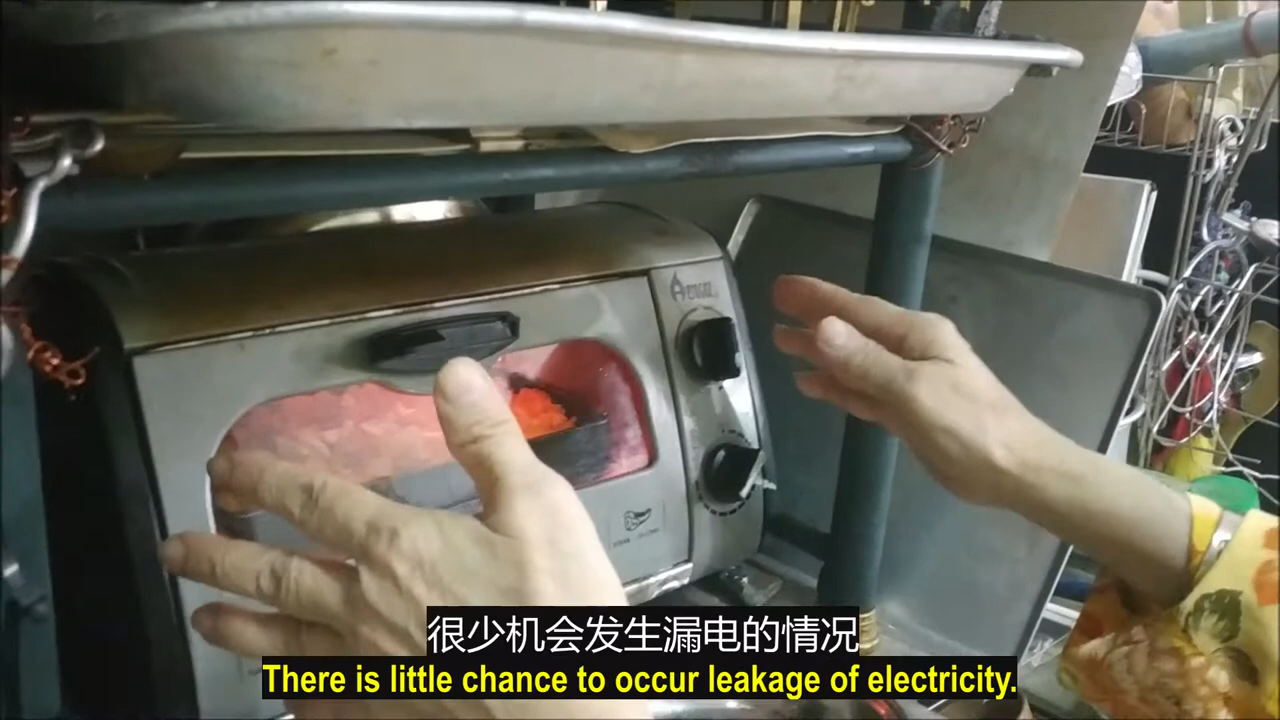 很少机会发生漏电的情况
There is little chance to occur leakage of electricity.